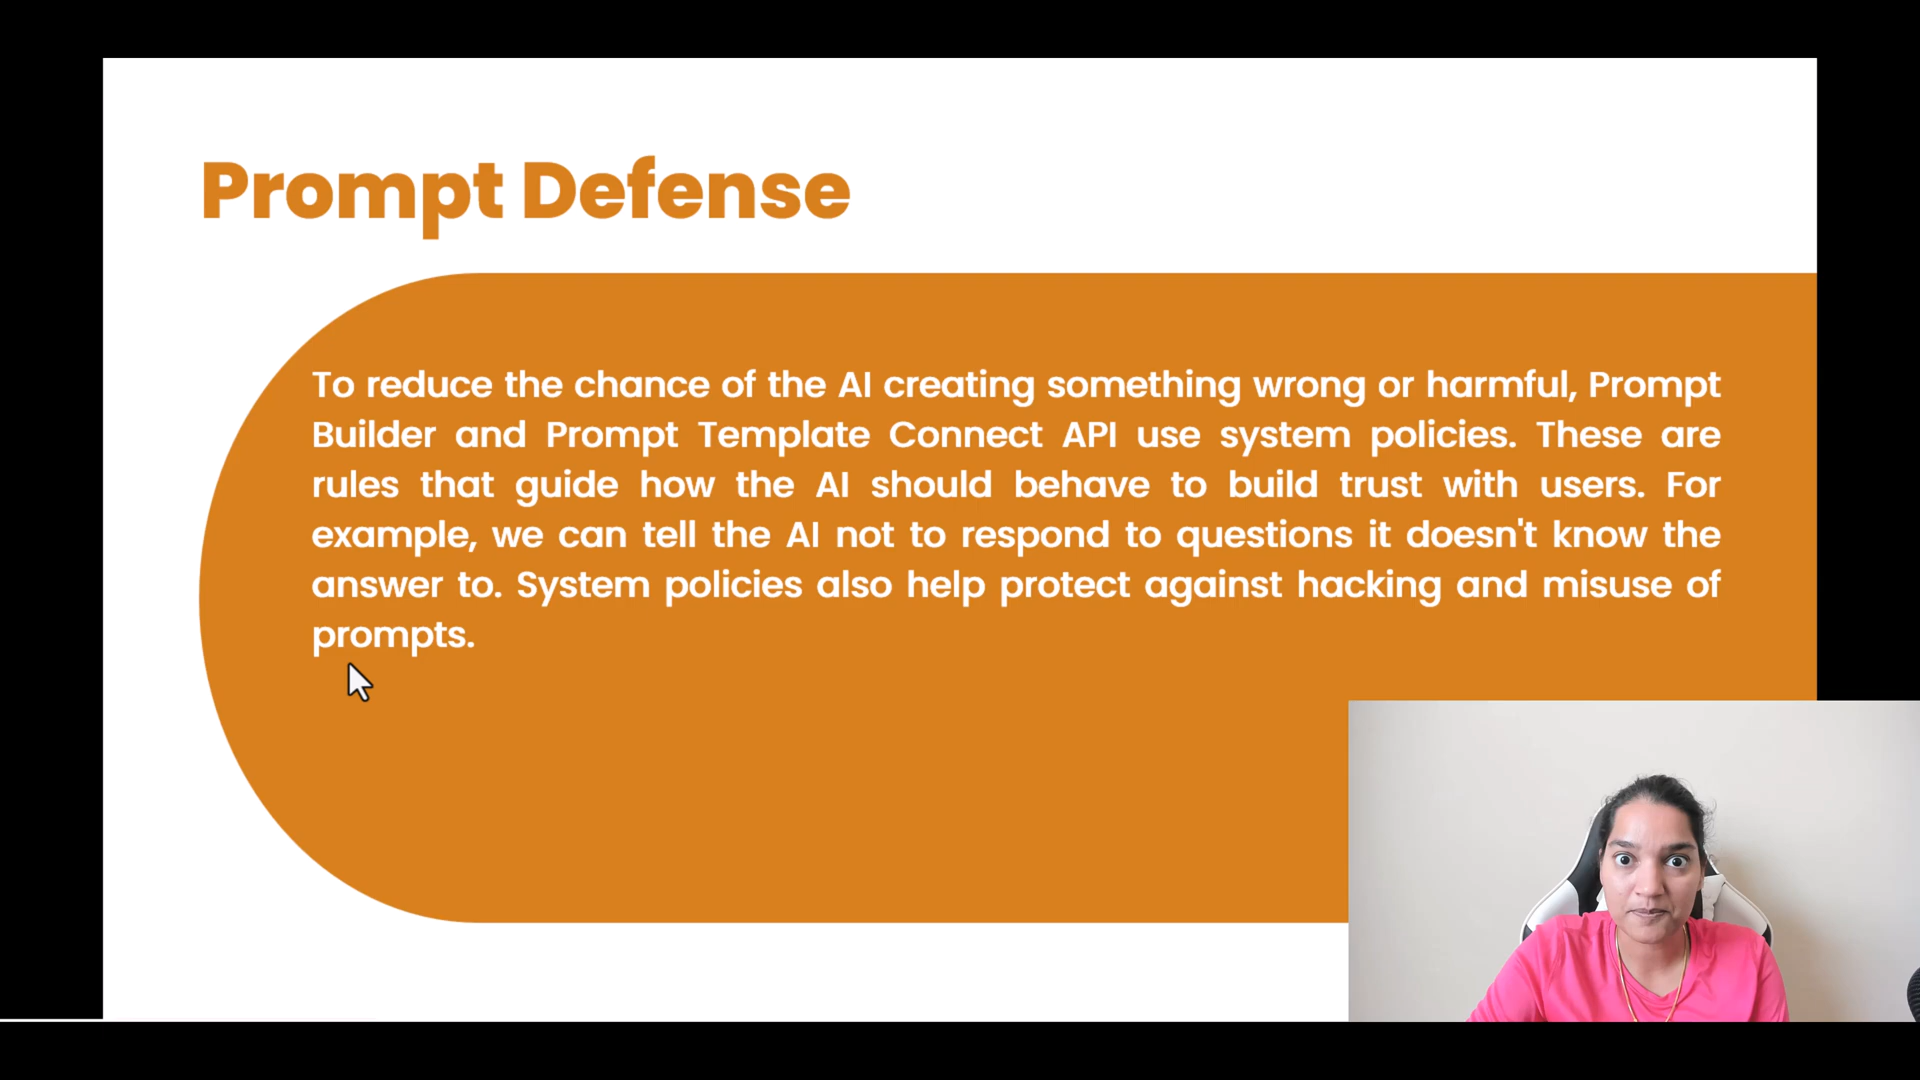 Prompt Defense
To reduce the chance of the AI creating something wrong or harmful, Prompt
Builder and Prompt Template Connect API use system policies. These are
rules that guide how the AI should behave to build trust with users. For
example, we can tell the AI not to respond to questions it doesn't know the
answer to. System policies also help protect against hacking and misuse of
prompts.